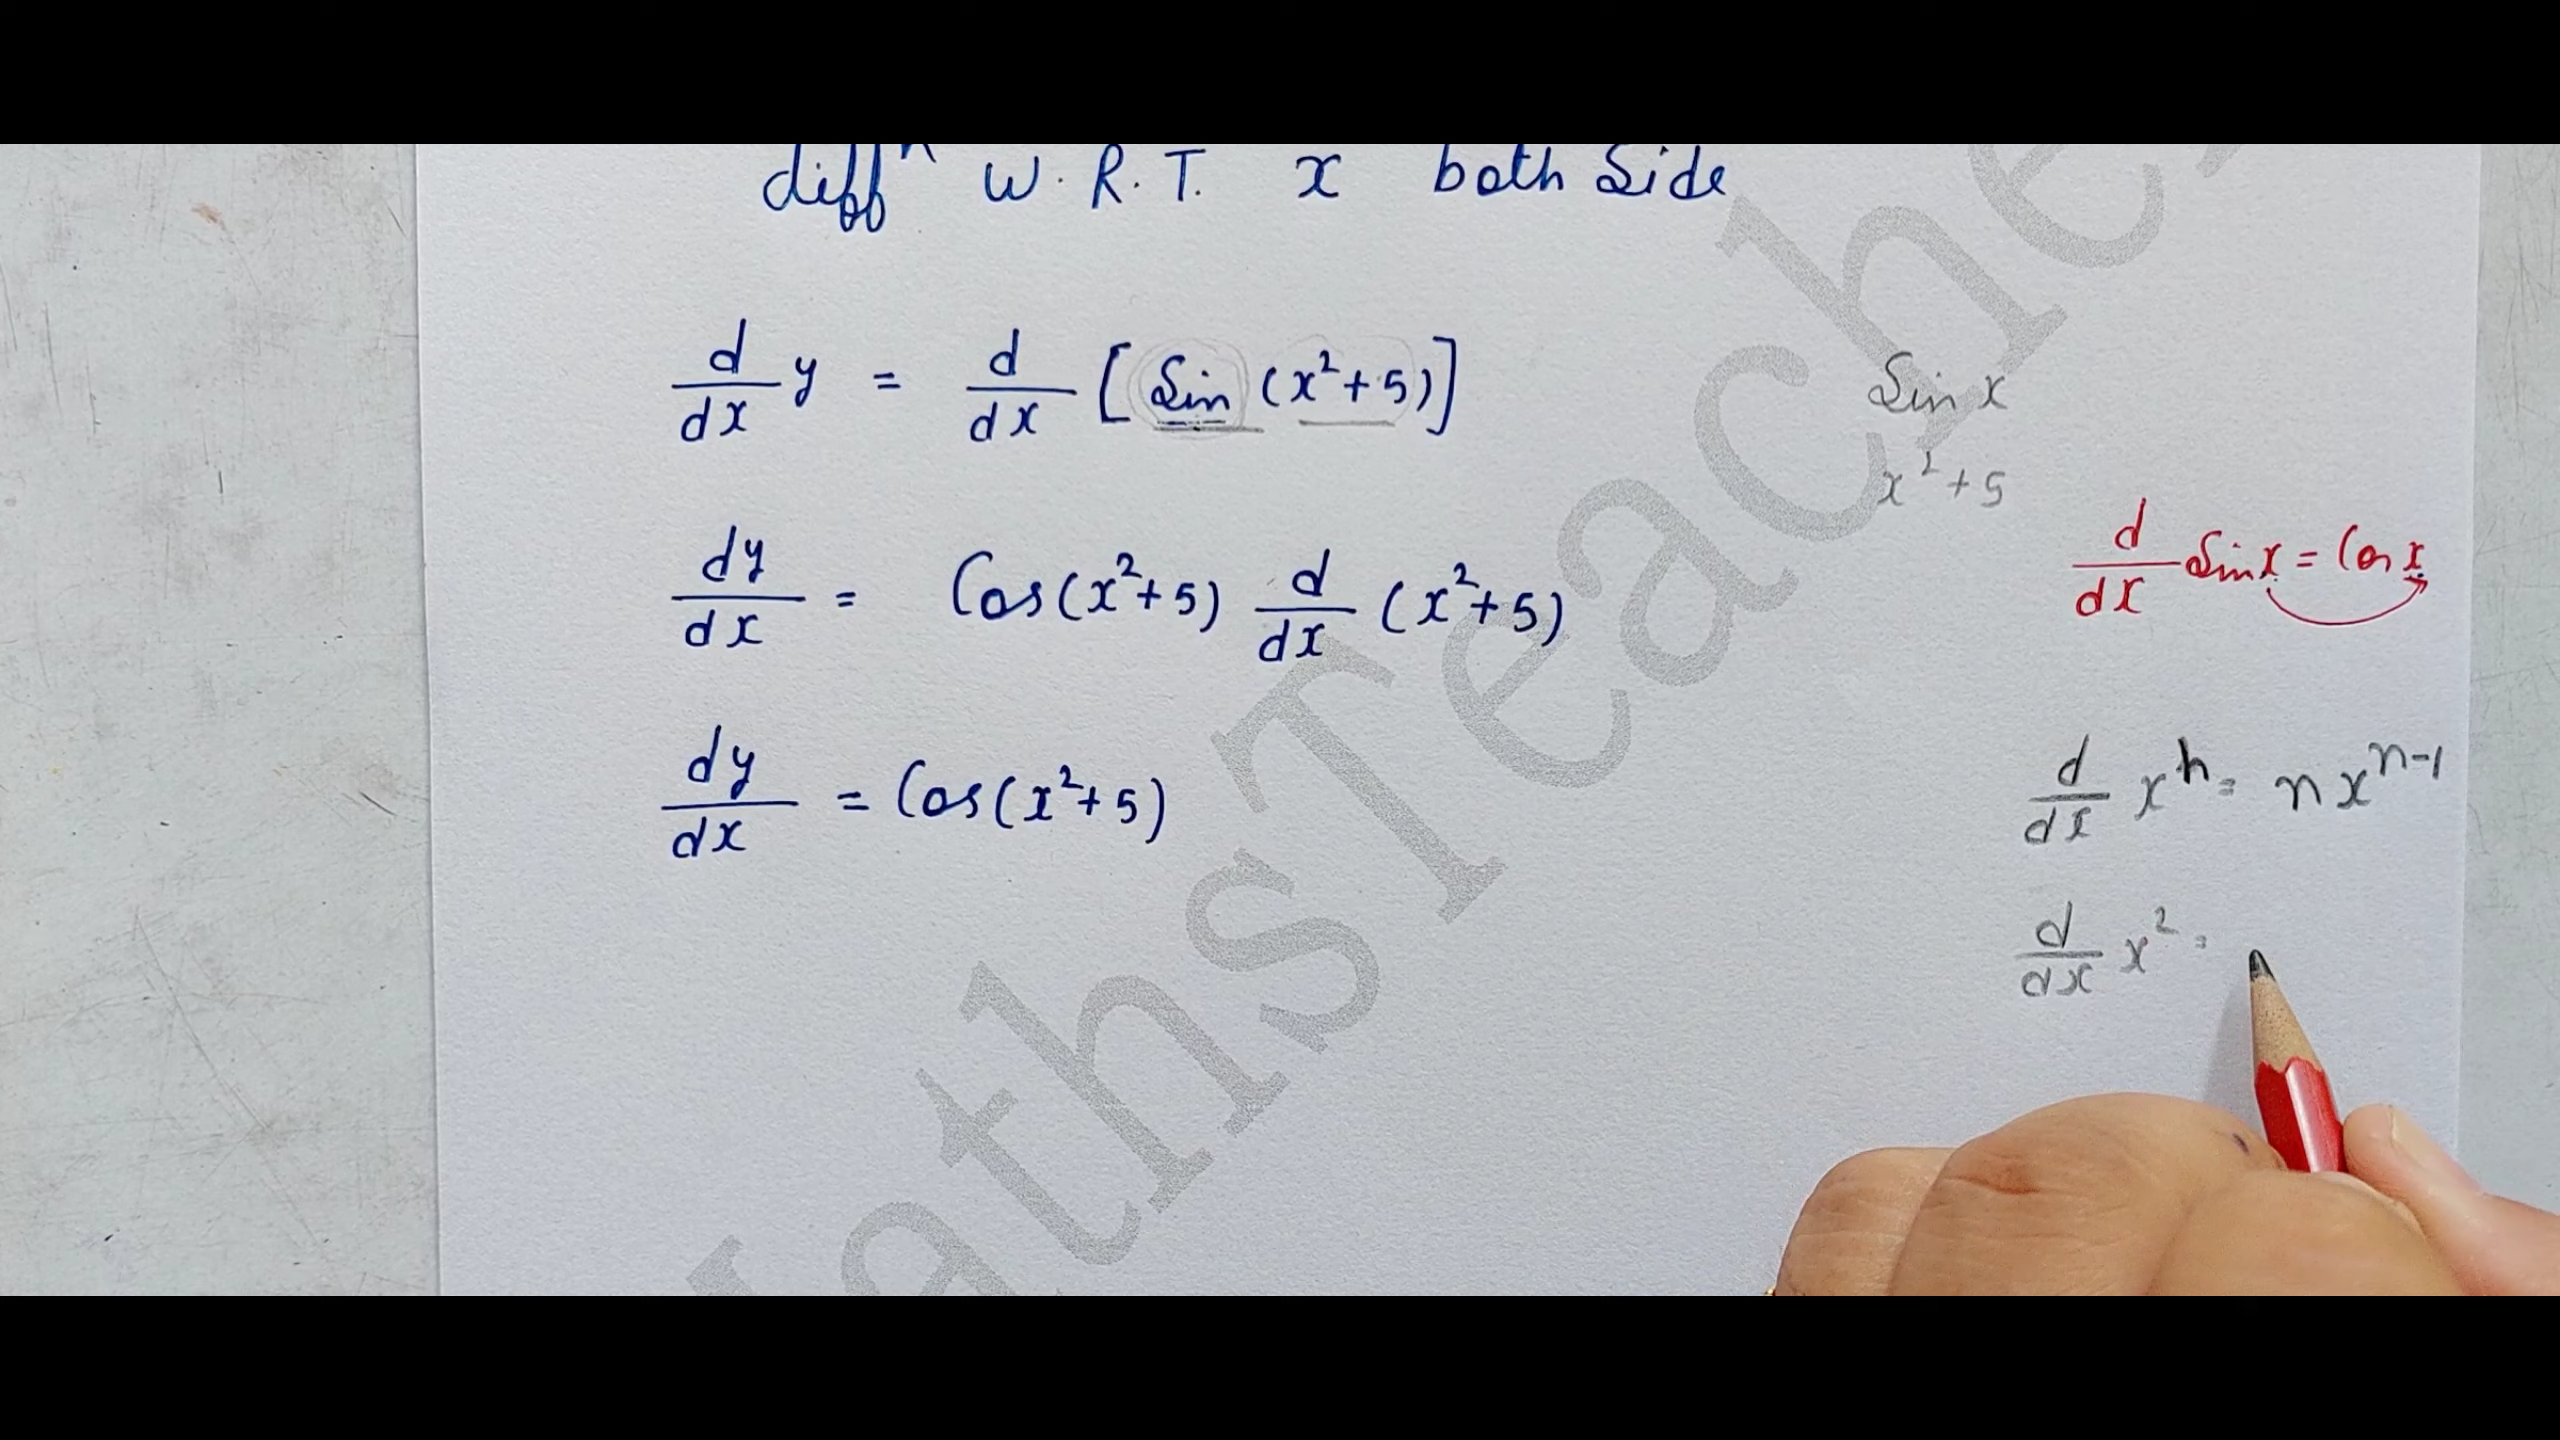 diffⁿ W.R.T. x both Side
d/dx y = d/dx [Sin (x²+5)]
Sin x
x²+5
d/dx Sin x = Cos x
dy/dx = Cos(x²+5) d/dx (x²+5)
dy/dx = Cos(x²+5)
d/dx xⁿ = n xⁿ⁻¹
d/dx x² =